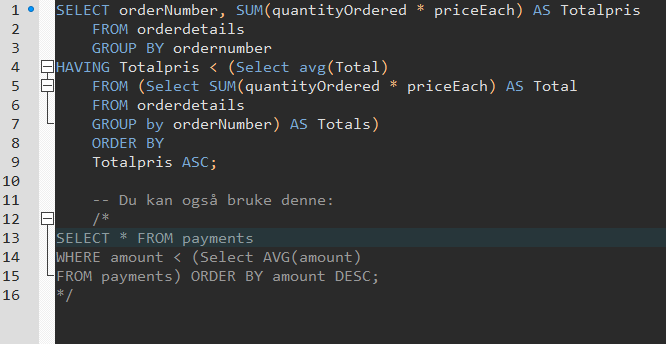 1 SELECT orderNumber, SUM(quantityOrdered * priceEach) AS Totalpris
2 FROM orderdetails
3 GROUP BY ordernumber
4 HAVING Totalpris < (Select avg(Total)
5 FROM (Select SUM(quantityOrdered * priceEach) AS Total
6 FROM orderdetails
7 GROUP by orderNumber) AS Totals)
8 ORDER BY
9 Totalpris ASC;
10
11 -- Du kan også bruke denne:
12 /*
13 SELECT * FROM payments
14 WHERE amount < (Select AVG(amount)
15 FROM payments) ORDER BY amount DESC;
16 */